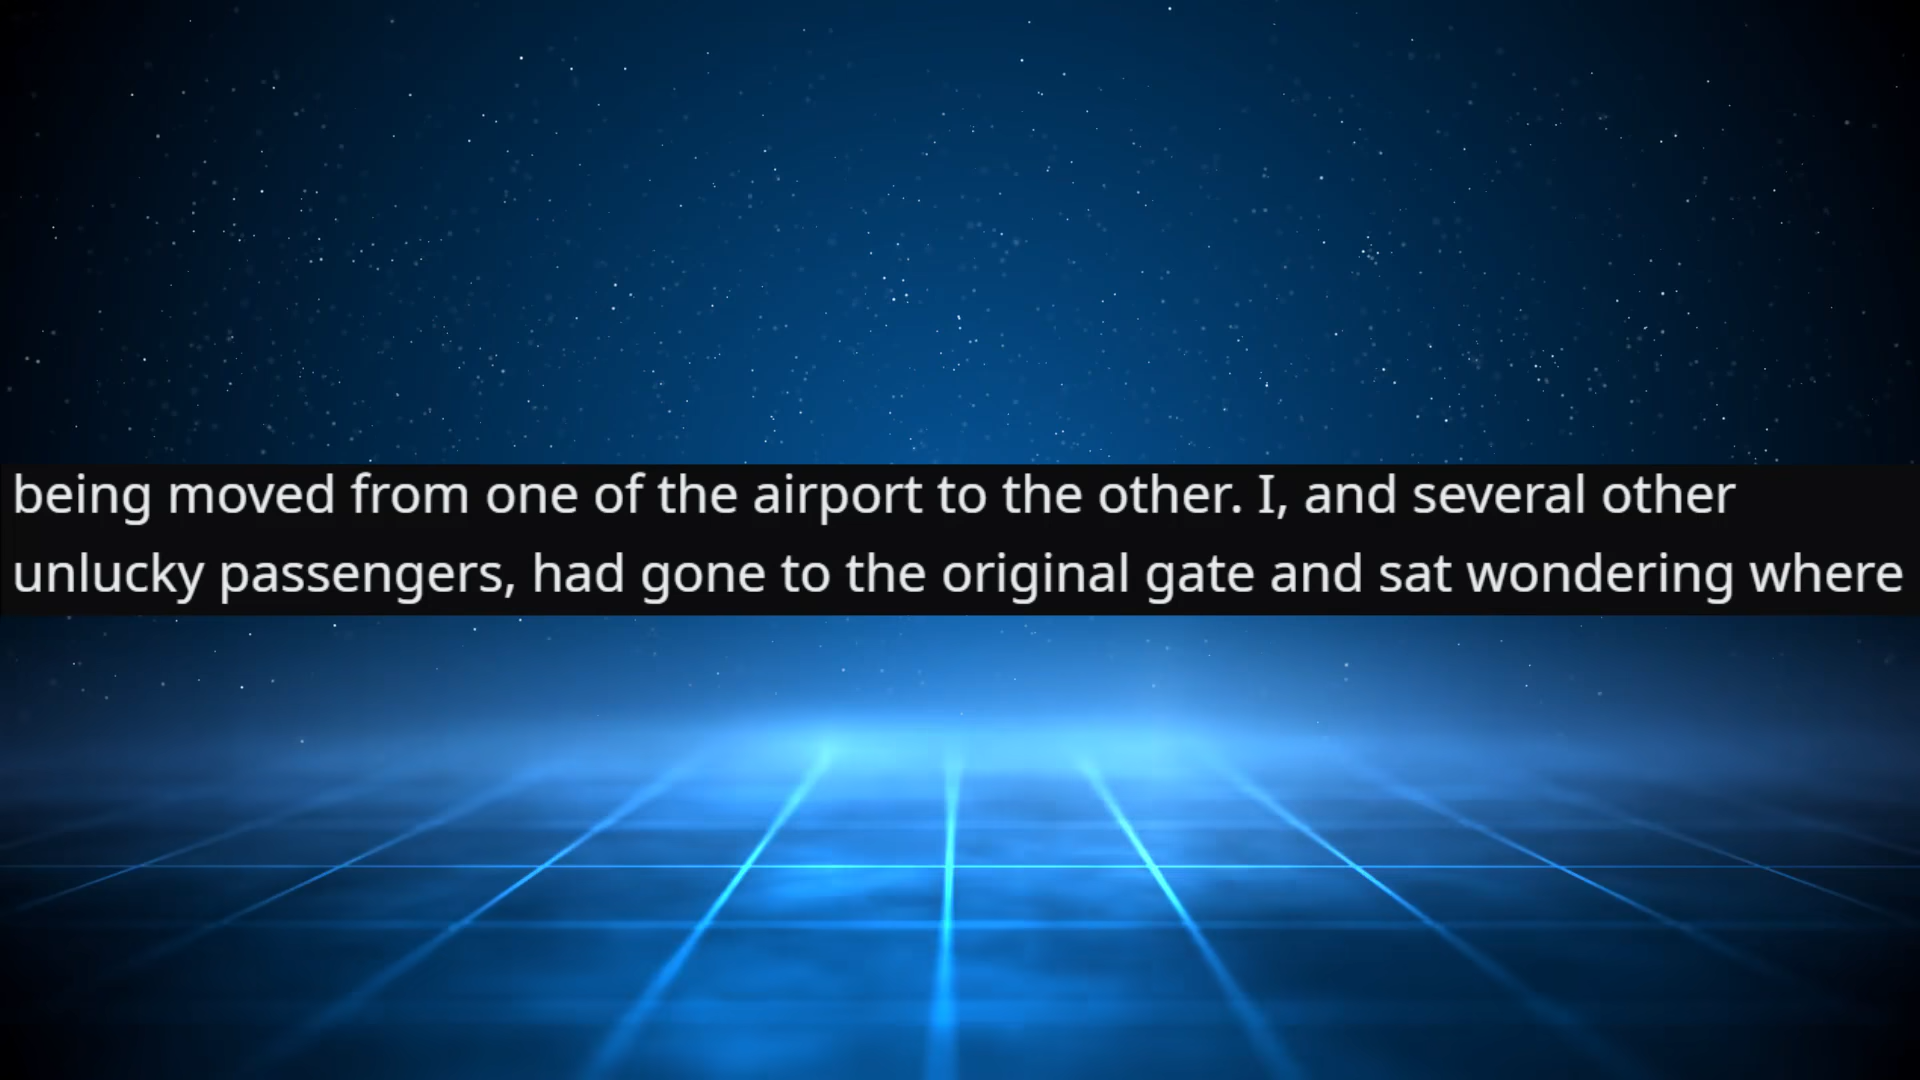 being moved from one of the airport to the other. I, and several other
unlucky passengers, had gone to the original gate and sat wondering where